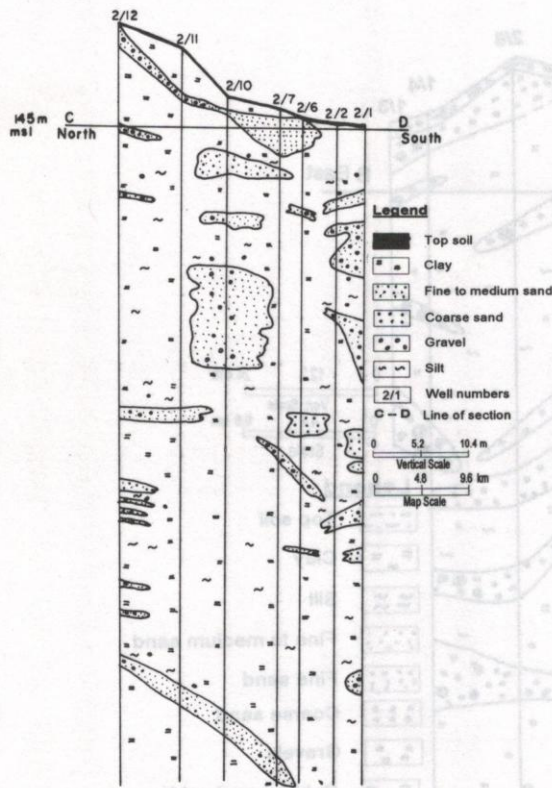 2/12
2/11
2/10
2/7
2/6
2/2
2/1
145m
msl
C
North
D
South
Legend
Top soil
Clay
Fine to medium sand
Coarse sand
Gravel
Silt
2/1 Well numbers
C - D Line of section
0 5.2 10.4 m
Vertical Scale
0 4.8 9.6 km
Map Scale